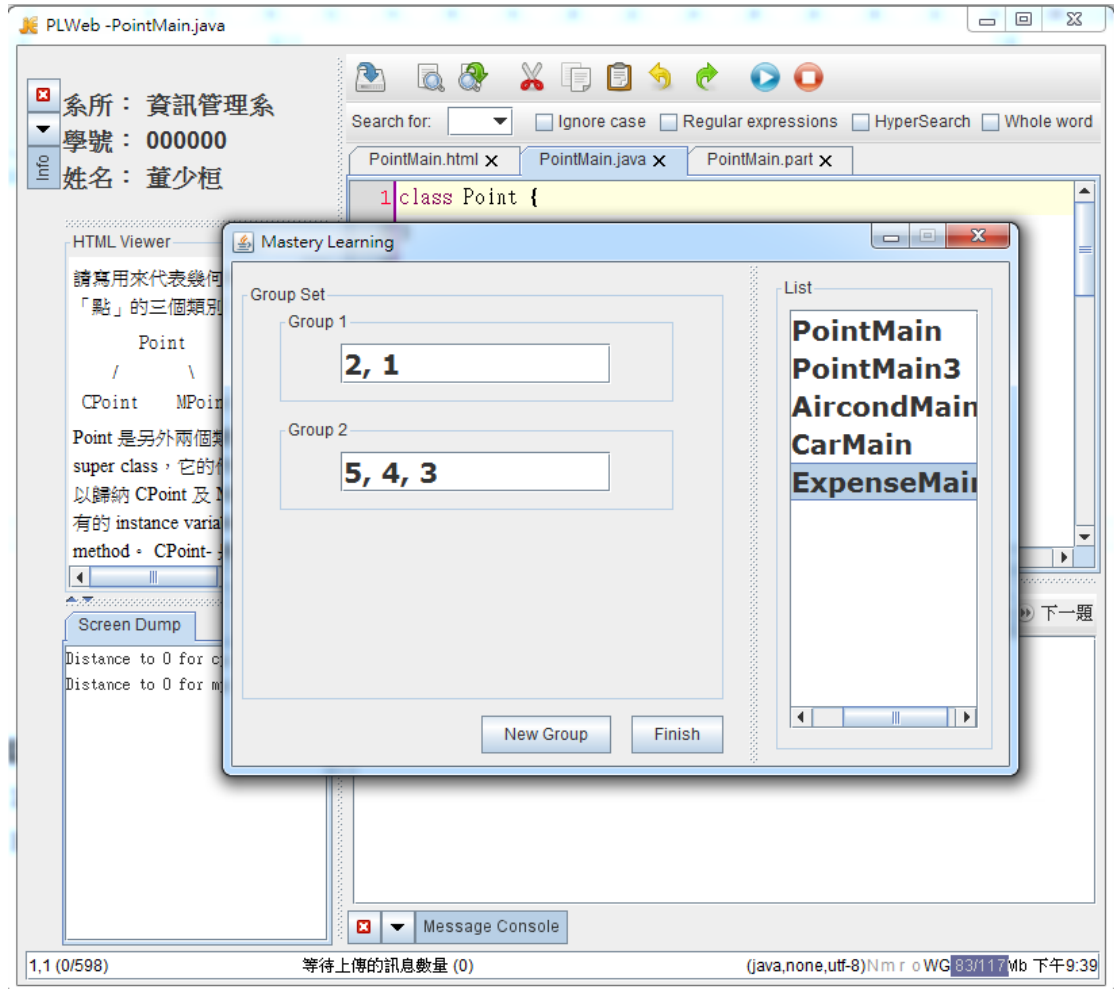 PLWeb -PointMain.java
系所： 資訊管理系
學號： 000000
姓名： 董少桓
Info
Search for:
Ignore case
Regular expressions
HyperSearch
Whole word
PointMain.html
PointMain.java
PointMain.part
1 class Point {
HTML Viewer
請寫用來代表幾何
「點」的三個類別
Point
/ \
CPoint
Point 是另外兩個
super class，它的
以歸納 CPoint 及
有的 instance
method。 CPoint-
Mastery Learning
Group Set
Group 1
2, 1
Group 2
5, 4, 3
New Group
Finish
List
PointMain
PointMain3
AircondMain
CarMain
ExpenseMai
下一題
Screen Dump
Distance to O for
Distance to O for
Message Console
1,1 (0/598)
等待上傳的訊息數量 (0)
(java,none,utf-8)Nm r o WG 83/117Mb 下午9:39